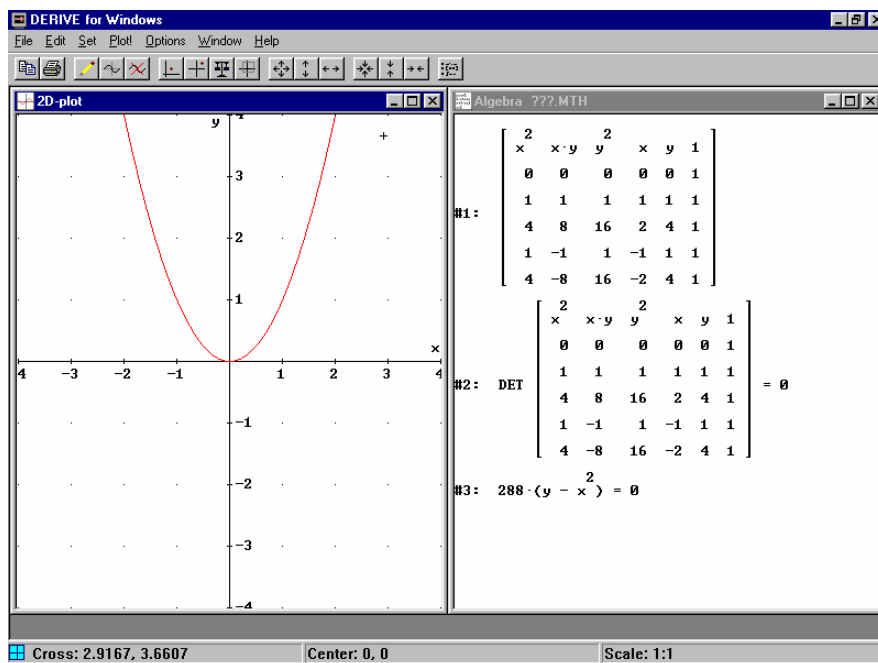 DERIVE for Windows
File Edit Set Plot! Options Window Help
2D-plot
y 4
3
2
1
x
4 -3 -2 -1 1 2 3 4
-1
-2
-3
-4
Algebra ???.MTH
2 2
x x·y y x y 1
0 0 0 0 0 1
1 1 1 1 1 1
#1: 4 8 16 2 4 1
1 -1 1 -1 1 1
4 -8 16 -2 4 1
2 2
x x·y y x y 1
0 0 0 0 0 1
1 1 1 1 1 1
#2: DET 4 8 16 2 4 1 = 0
1 -1 1 -1 1 1
4 -8 16 -2 4 1
2
#3: 288·(y - x ) = 0
Cross: 2.9167, 3.6607 Center: 0, 0 Scale: 1:1